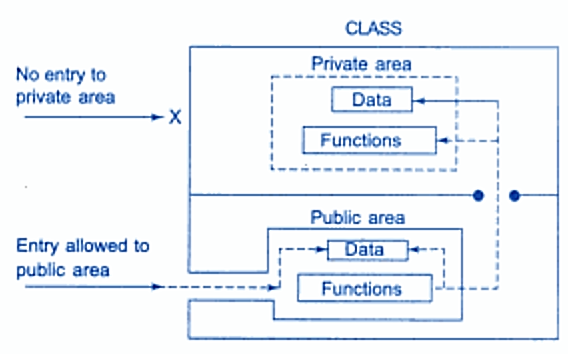 CLASS
No entry to
private area
X
Private area
Data
Functions
Entry allowed to
public area
Public area
Data
Functions